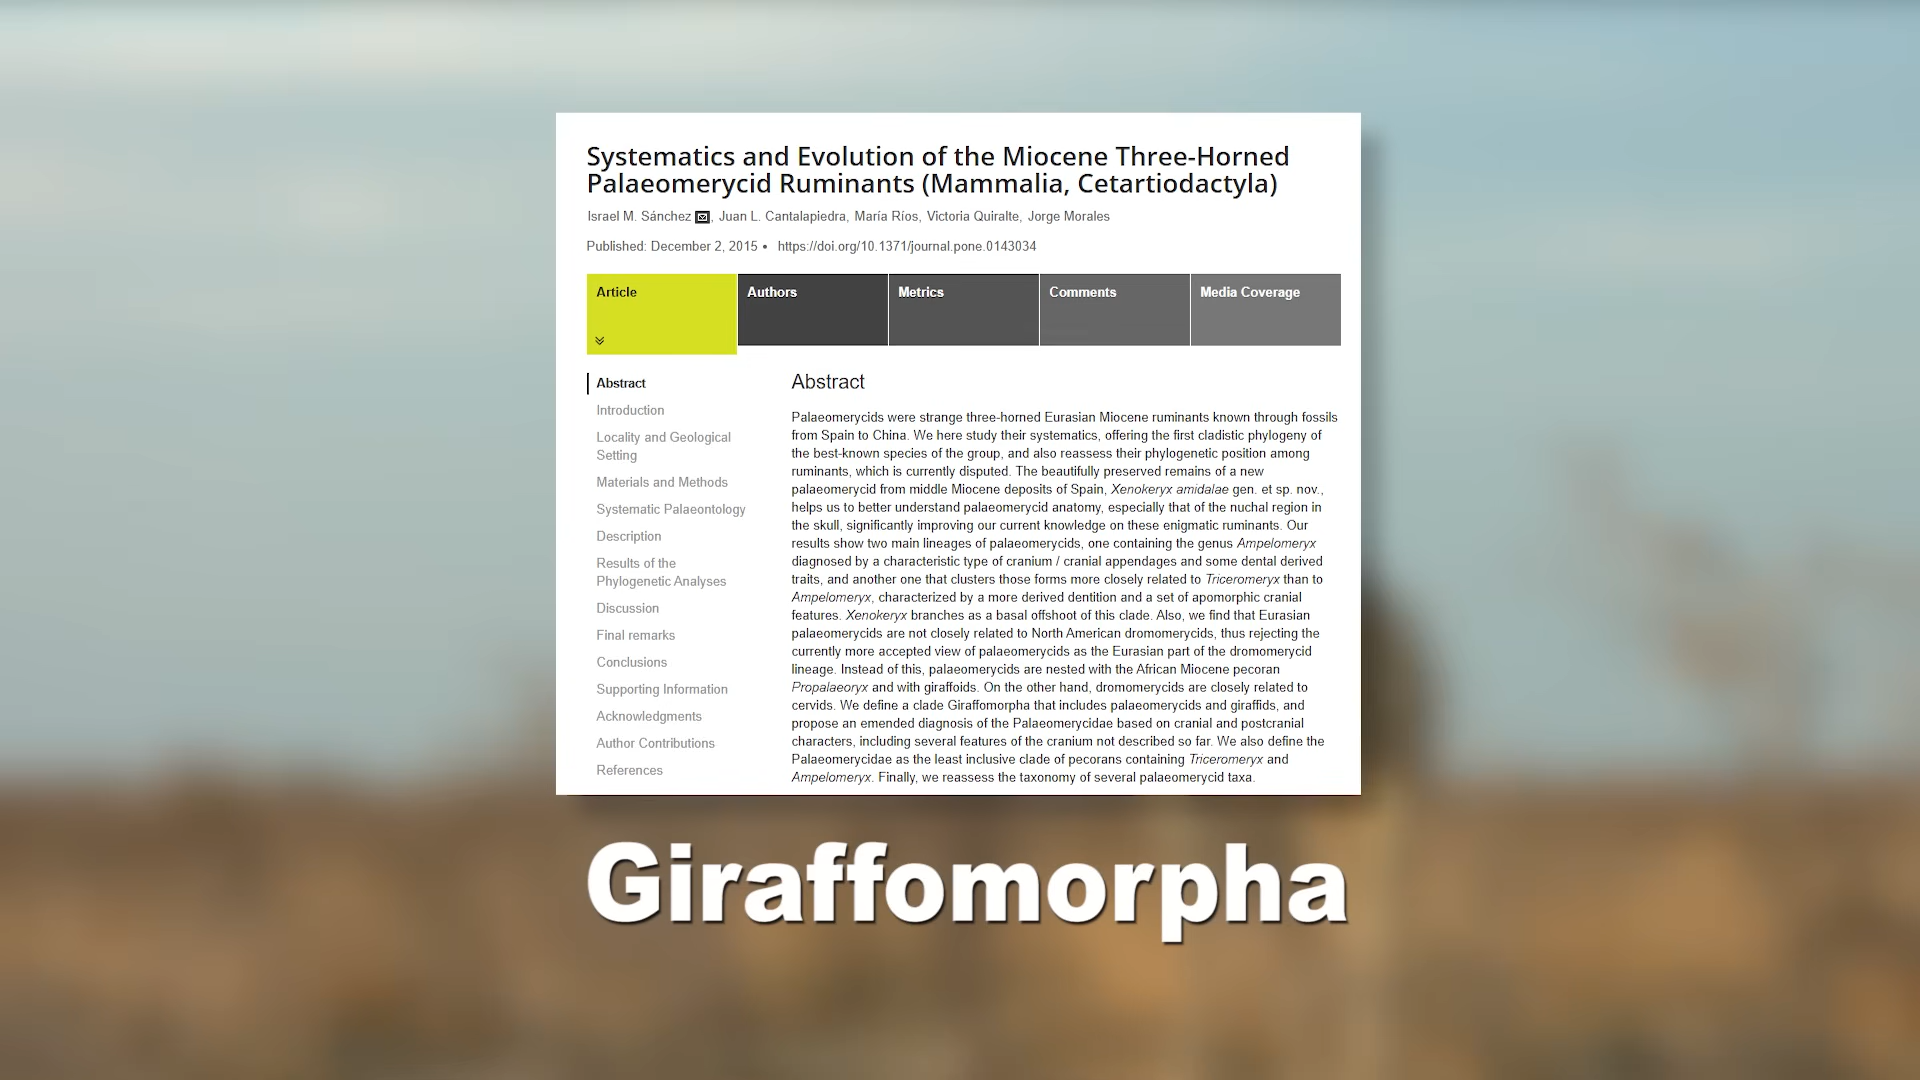 Systematics and Evolution of the Miocene Three-Horned
Palaeomerycid Ruminants (Mammalia, Cetartiodactyla)
Israel M. Sánchez , Juan L. Cantalapiedra, María Ríos, Victoria Quiralte, Jorge Morales
Published: December 2, 2015 • https://doi.org/10.1371/journal.pone.0143034
Article
Authors
Metrics
Comments
Media Coverage
Abstract
Introduction
Locality and Geological
Setting
Materials and Methods
Systematic Palaeontology
Description
Results of the
Phylogenetic Analyses
Discussion
Final remarks
Conclusions
Supporting Information
Acknowledgments
Author Contributions
References
Abstract
Palaeomerycids were strange three-horned Eurasian Miocene ruminants known through fossils
from Spain to China. We here study their systematics, offering the first cladistic phylogeny of
the best-known species of the group, and also reassess their phylogenetic position among
ruminants, which is currently disputed. The beautifully preserved remains of a new
palaeomerycid from middle Miocene deposits of Spain, Xenokeryx amidalae gen. et sp. nov.,
helps us to better understand palaeomerycid anatomy, especially that of the nuchal region in
the skull, significantly improving our current knowledge on these enigmatic ruminants. Our
results show two main lineages of palaeomerycids, one containing the genus Ampelomeryx
diagnosed by a characteristic type of cranium / cranial appendages and some dental derived
traits, and another one that clusters those forms more closely related to Triceromeryx than to
Ampelomeryx, characterized by a more derived dentition and a set of apomorphic cranial
features. Xenokeryx branches as a basal offshoot of this clade. Also, we find that Eurasian
palaeomerycids are not closely related to North American dromomerycids, thus rejecting the
currently more accepted view of palaeomerycids as the Eurasian part of the dromomerycid
lineage. Instead of this, palaeomerycids are nested with the African Miocene pecoran
Propalaeoryx and with giraffoids. On the other hand, dromomerycids are closely related to
cervids. We define a clade Giraffomorpha that includes palaeomerycids and giraffids, and
propose an emended diagnosis of the Palaeomerycidae based on cranial and postcranial
characters, including several features of the cranium not described so far. We also define the
Palaeomerycidae as the least inclusive clade of pecorans containing Triceromeryx and
Ampelomeryx. Finally, we reassess the taxonomy of several palaeomerycid taxa.
Giraffomorpha